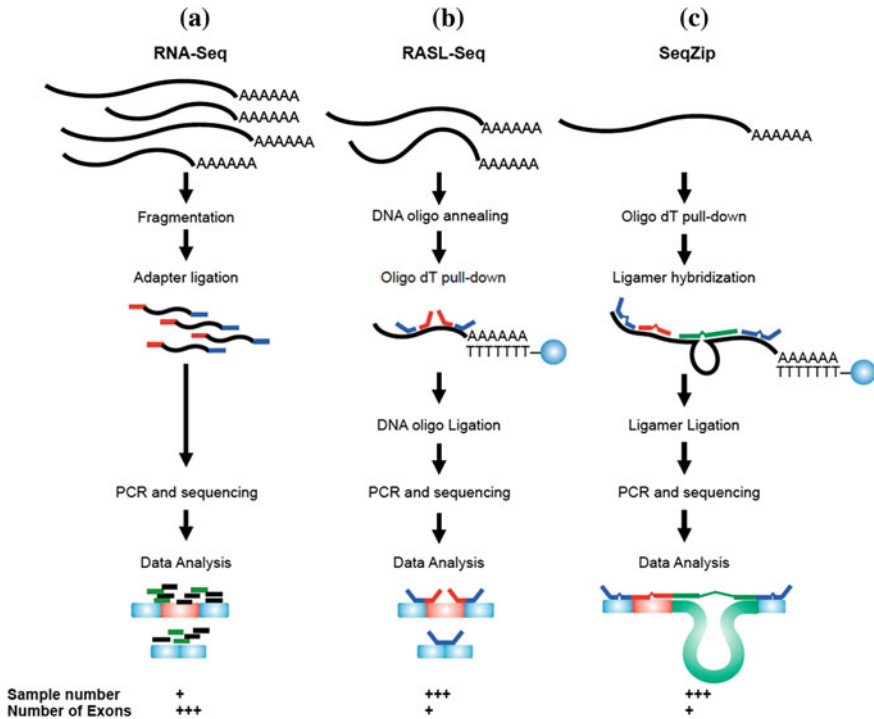 (a) (b) (c)
RNA-Seq RASL-Seq SeqZip
AAAAAA
AAAAAA
AAAAAA
AAAAAA
AAAAAA
AAAAAA
AAAAAA
Fragmentation DNA oligo annealing Oligo dT pull-down
Adapter ligation Oligo dT pull-down Ligamer hybridization
AAAAAA
TTTTTTT
AAAAAA
TTTTTTT
DNA oligo Ligation Ligamer Ligation
PCR and sequencing PCR and sequencing PCR and sequencing
Data Analysis Data Analysis Data Analysis
Sample number + +++ +++
Number of Exons +++ + +